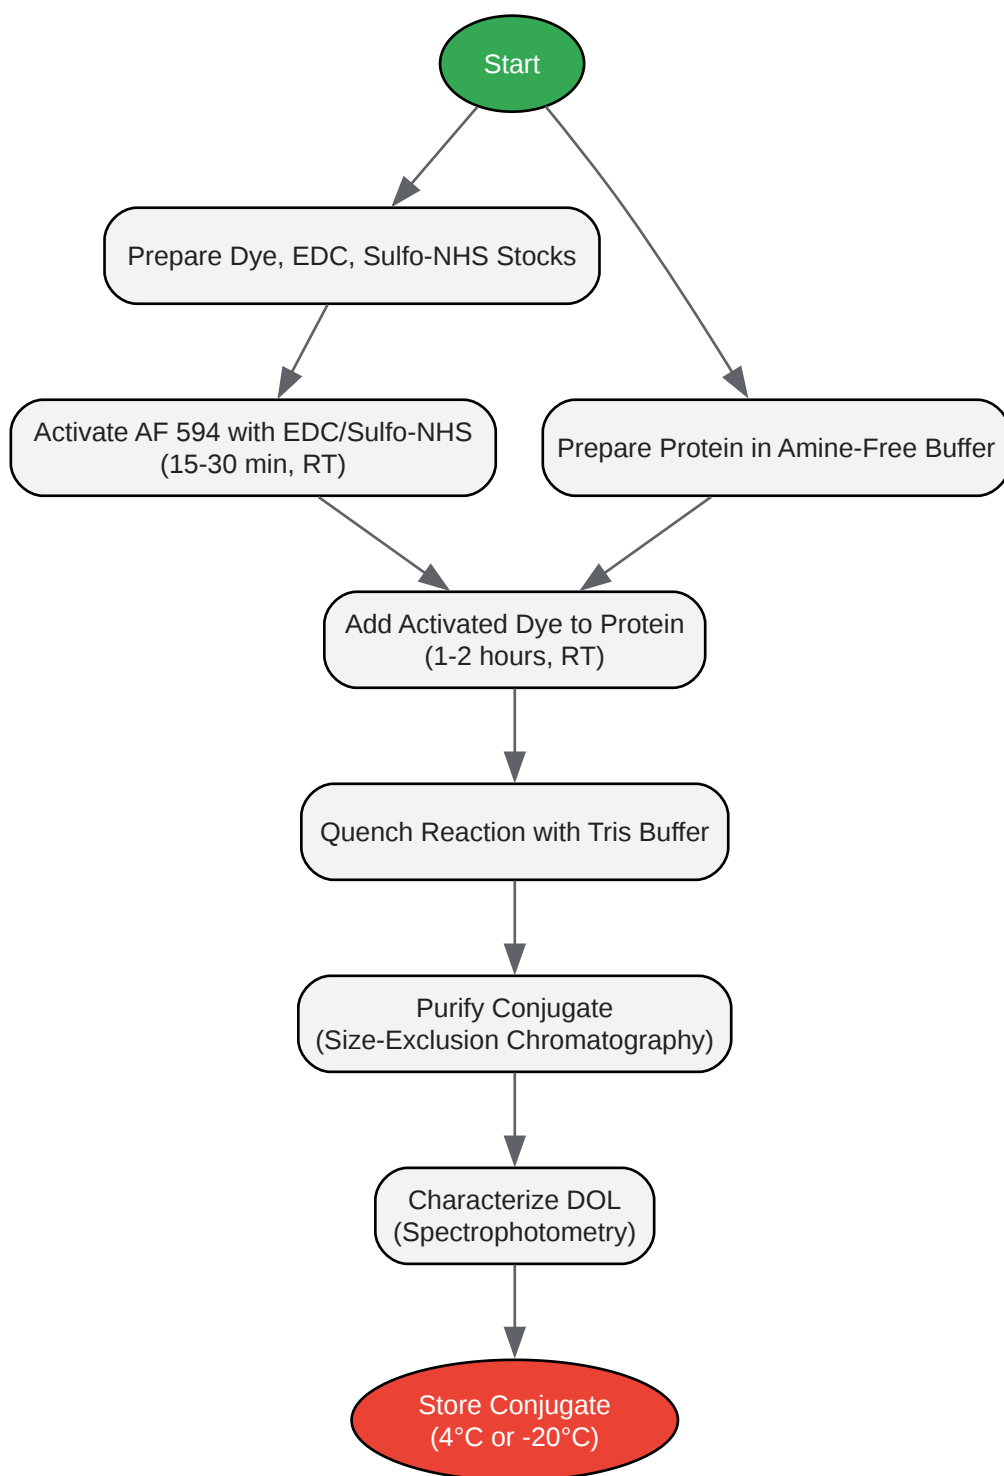 Start
Prepare Dye, EDC, Sulfo-NHS Stocks
Activate AF 594 with EDC/Sulfo-NHS
(15-30 min, RT)
Prepare Protein in Amine-Free Buffer
Add Activated Dye to Protein
(1-2 hours, RT)
Quench Reaction with Tris Buffer
Purify Conjugate
(Size-Exclusion Chromatography)
Characterize DOL
(Spectrophotometry)
Store Conjugate
(4°C or -20°C)